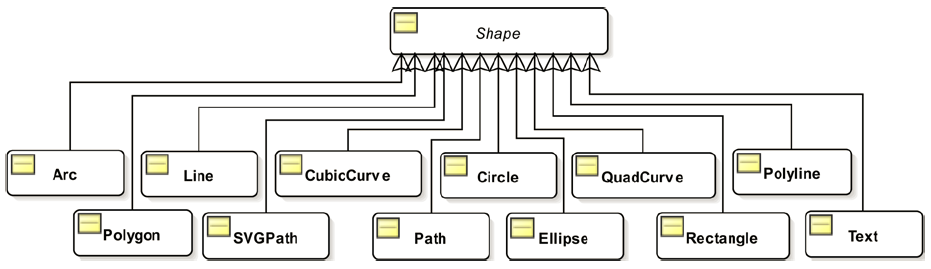 Shape
Arc
Line
CubicCurve
Circle
QuadCurve
Polyline
Polygon
SVGPath
Path
Ellipse
Rectangle
Text